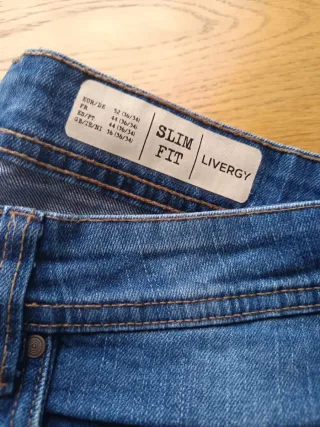 EUR/DE 52 (36/34)
FR 44 (36/34)
ES/PT 44 (36/34)
GB/IE/NI 36 (36/34)
SLIM
FIT
LIVERGY